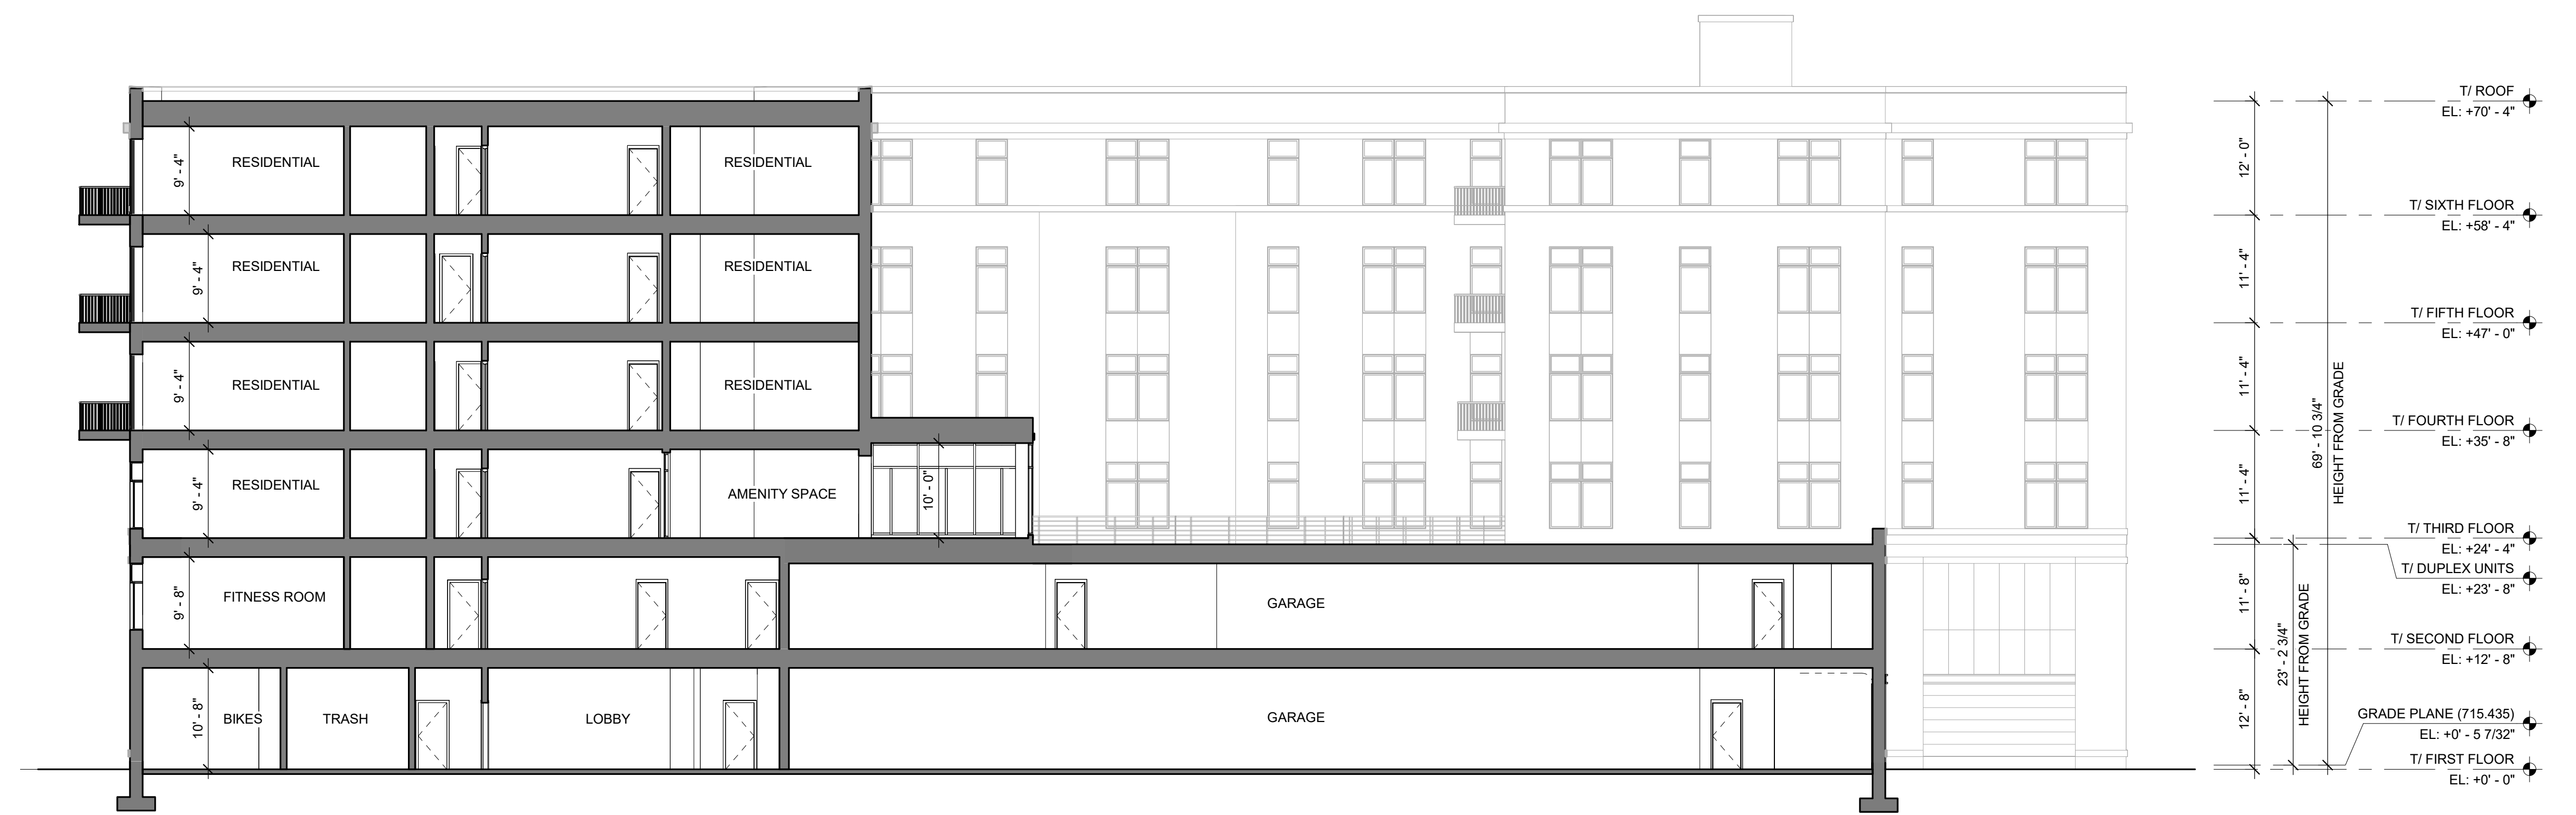 T/ ROOF
EL: +70' - 4"
12' - 0"
RESIDENTIAL
RESIDENTIAL
9' - 4"
T/ SIXTH FLOOR
EL: +58' - 4"
11' - 4"
RESIDENTIAL
RESIDENTIAL
9' - 4"
T/ FIFTH FLOOR
EL: +47' - 0"
11' - 4"
RESIDENTIAL
RESIDENTIAL
9' - 4"
T/ FOURTH FLOOR
EL: +35' - 8"
69' - 10 3/4"
HEIGHT FROM GRADE
11' - 4"
RESIDENTIAL
AMENITY SPACE
9' - 4"
10' - 0"
T/ THIRD FLOOR
EL: +24' - 4"
T/ DUPLEX UNITS
EL: +23' - 8"
11' - 8"
FITNESS ROOM
GARAGE
9' - 8"
T/ SECOND FLOOR
EL: +12' - 8"
23' - 2 3/4"
HEIGHT FROM GRADE
12' - 8"
10' - 8"
BIKES
TRASH
LOBBY
GARAGE
GRADE PLANE (715.435)
EL: +0' - 5 7/32"
T/ FIRST FLOOR
EL: +0' - 0"